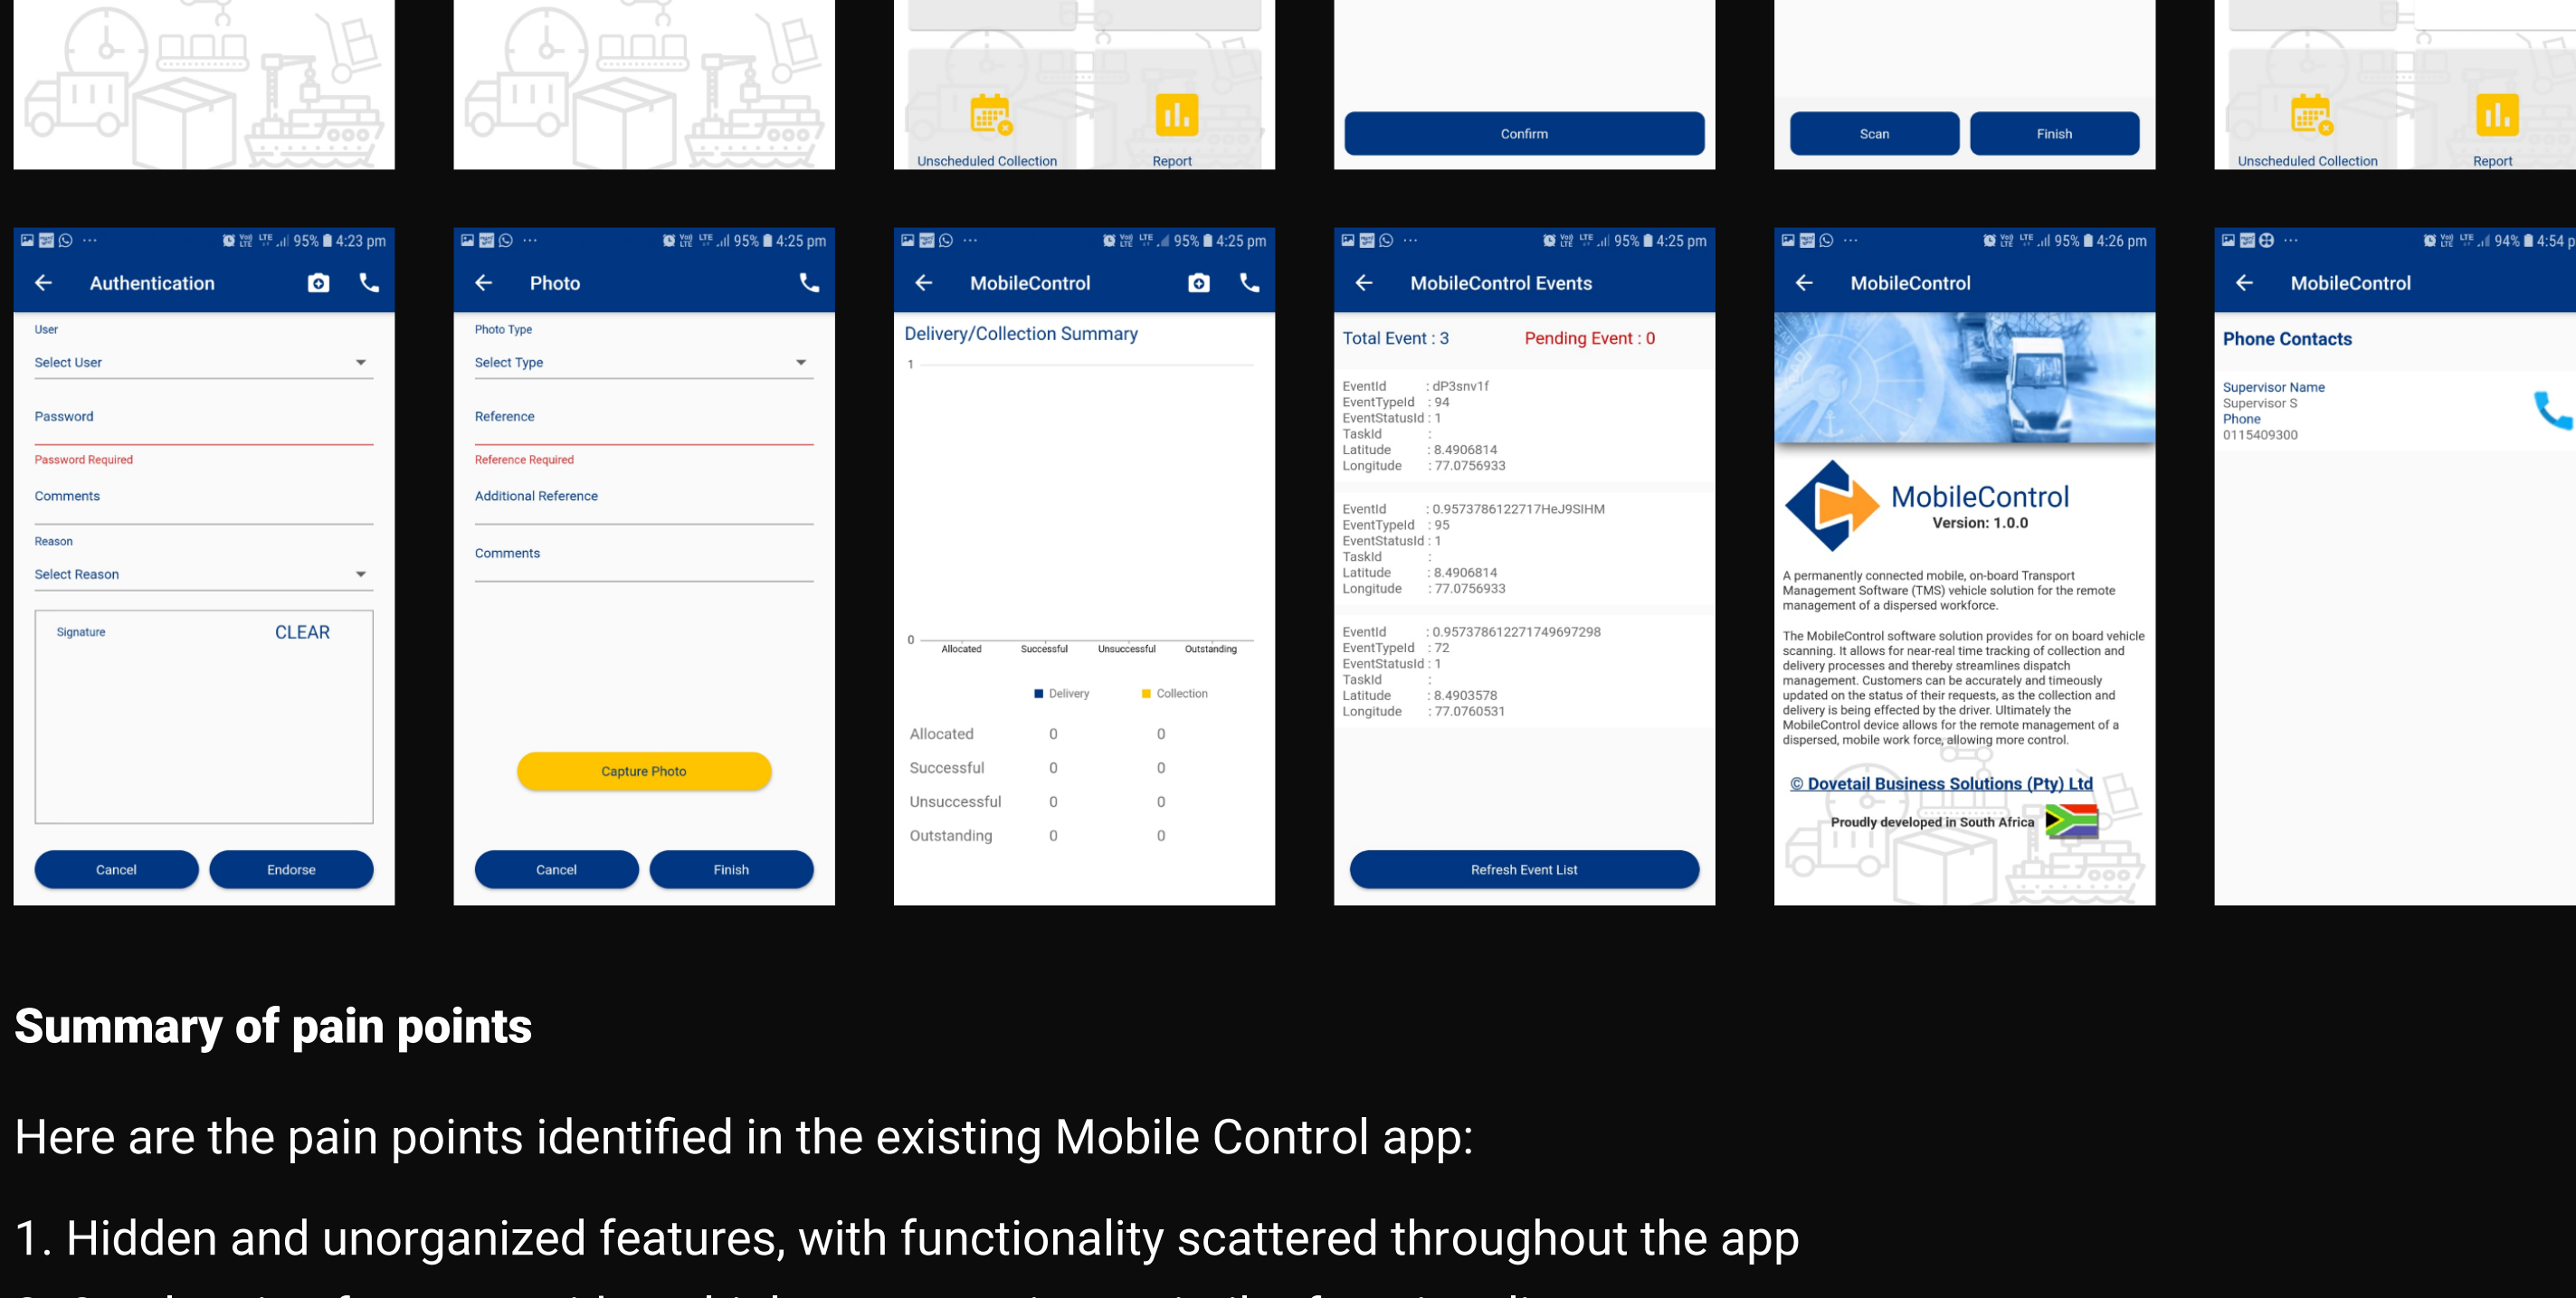 Unscheduled Collection
Report
Confirm
Scan
Finish
Unscheduled Collection
Report
95% 4:23 pm
Authentication
User
Select User
Password
Password Required
Comments
Reason
Select Reason
Signature CLEAR
Cancel Endorse
95% 4:25 pm
Photo
Photo Type
Select Type
Reference
Reference Required
Additional Reference
Comments
Capture Photo
Cancel Finish
95% 4:25 pm
MobileControl
Delivery/Collection Summary
1
0
Allocated Successful Unsuccessful Outstanding
Delivery Collection
Allocated 0 0
Successful 0 0
Unsuccessful 0 0
Outstanding 0 0
95% 4:25 pm
MobileControl Events
Total Event : 3 Pending Event : 0
EventId : dP3snv1f
EventTypeId : 94
EventStatusId : 1
TaskId :
Latitude : 8.4906814
Longitude : 77.0756933
EventId : 0.9573786122717HeJ9SIHM
EventTypeId : 95
EventStatusId : 1
TaskId :
Latitude : 8.4906814
Longitude : 77.0756933
EventId : 0.957378612271749697298
EventTypeId : 72
EventStatusId : 1
TaskId :
Latitude : 8.4903578
Longitude : 77.0760531
Refresh Event List
95% 4:26 pm
MobileControl
MobileControl
Version: 1.0.0
A permanently connected mobile, on-board Transport
Management Software (TMS) vehicle solution for the remote
management of a dispersed workforce.
The MobileControl software solution provides for on board vehicle
scanning. It allows for near-real time tracking of collection and
delivery processes and thereby streamlines dispatch
management. Customers can be accurately and timeously
updated on the status of their requests, as the collection and
delivery is being effected by the driver. Ultimately the
MobileControl device allows for the remote management of a
dispersed, mobile work force, allowing more control.
© Dovetail Business Solutions (Pty) Ltd
Proudly developed in South Africa
94% 4:54 p
MobileControl
Phone Contacts
Supervisor Name
Supervisor S
Phone
0115409300
Summary of pain points
Here are the pain points identified in the existing Mobile Control app:
1. Hidden and unorganized features, with functionality scattered throughout the app